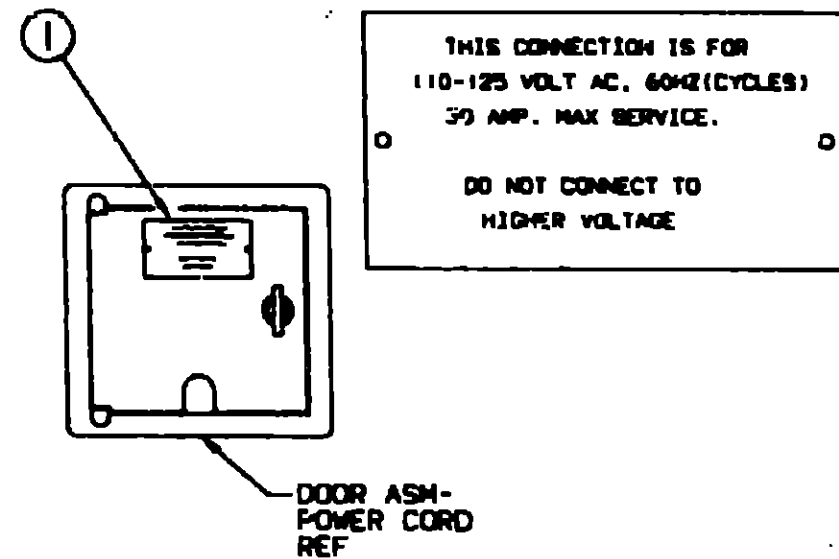 1
THIS CONNECTION IS FOR
110-125 VOLT AC, 60HZ(CYCLES)
30 AMP. MAX SERVICE.
DO NOT CONNECT TO
HIGHER VOLTAGE
DOOR ASM-
POWER CORD
REF